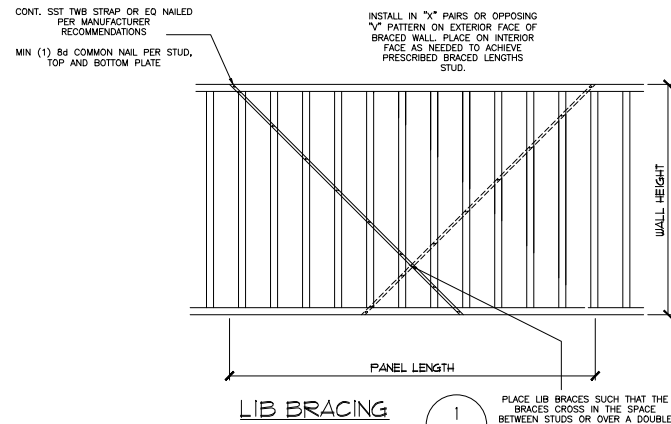 CONT. SST TWB STRAP OR EQ NAILED
PER MANUFACTURER
RECOMMENDATIONS
MIN (1) 8d COMMON NAIL PER STUD,
TOP AND BOTTOM PLATE
INSTALL IN "X" PAIRS OR OPPOSING
"V" PATTERN ON EXTERIOR FACE OF
BRACED WALL. PLACE ON INTERIOR
FACE AS NEEDED TO ACHIEVE
PRESCRIBED BRACED LENGTHS
STUD.
WALL HEIGHT
PANEL LENGTH
LIB BRACING
1
PLACE LIB BRACES SUCH THAT THE
BRACES CROSS IN THE SPACE
BETWEEN STUDS OR OVER A DOUBLE